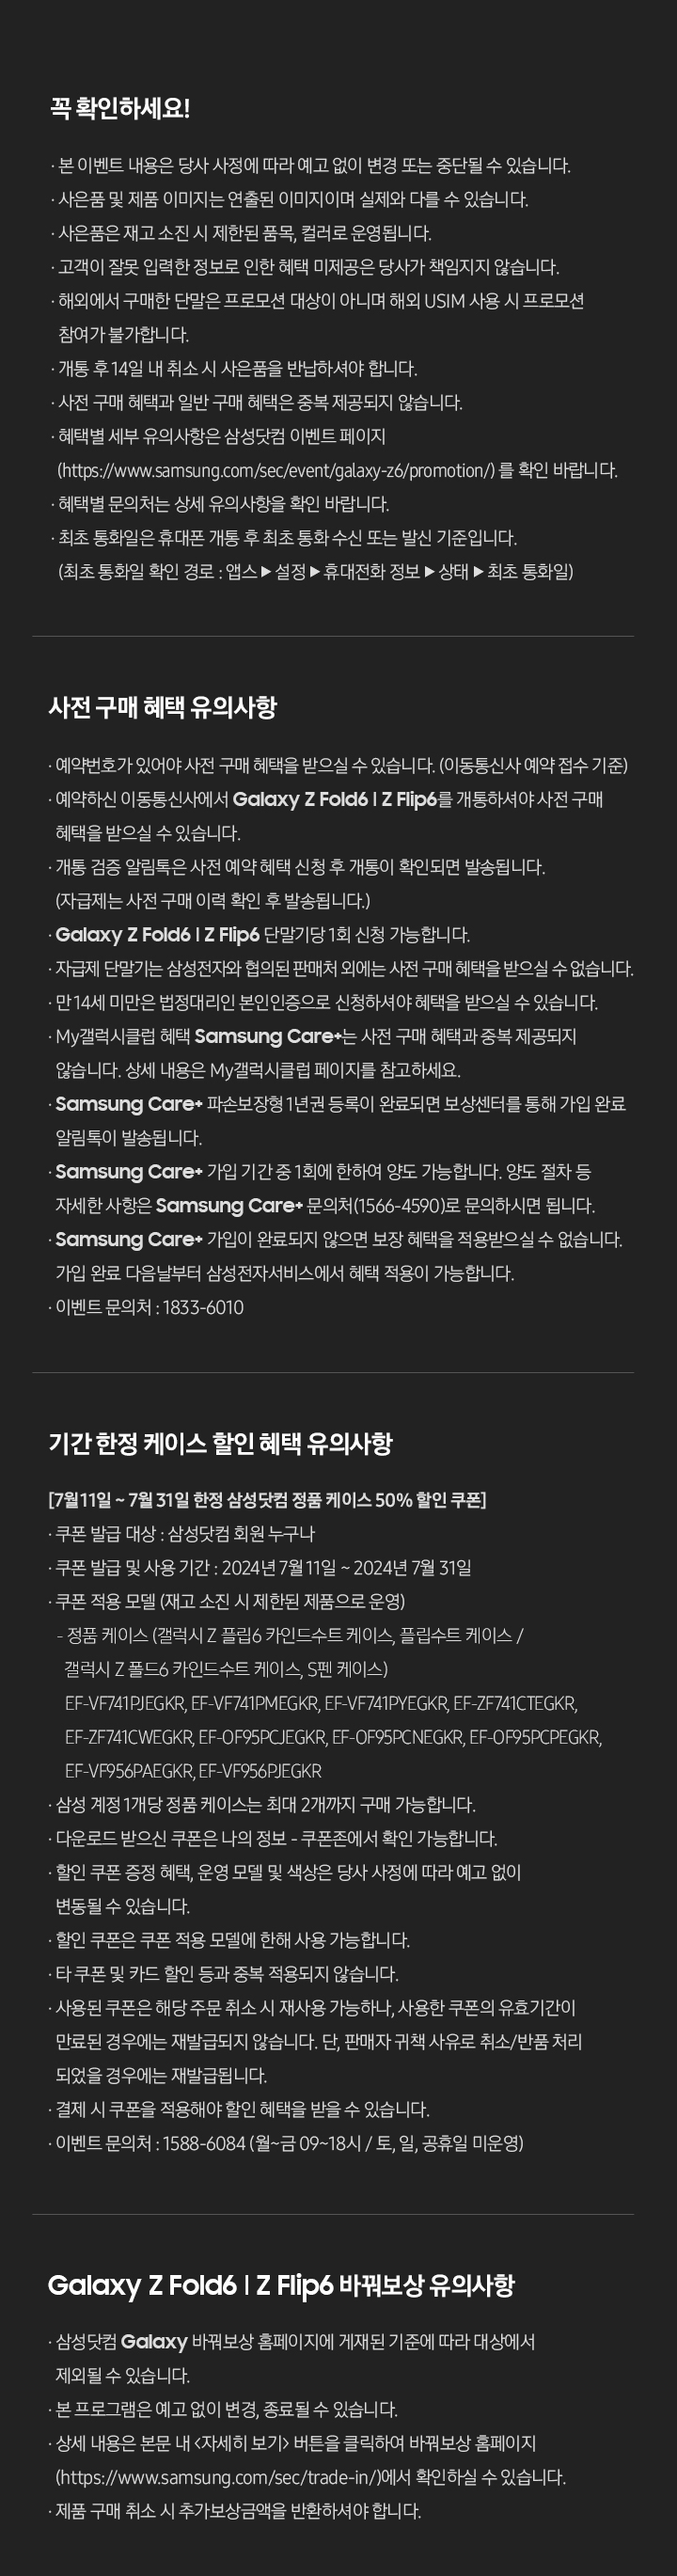 꼭 확인하세요!
· 본 이벤트 내용은 당사 사정에 따라 예고 없이 변경 또는 중단될 수 있습니다.
· 사은품 및 제품 이미지는 연출된 이미지이며 실제와 다를 수 있습니다.
· 사은품은 재고 소진 시 제한된 품목, 컬러로 운영됩니다.
· 고객이 잘못 입력한 정보로 인한 혜택 미제공은 당사가 책임지지 않습니다.
· 해외에서 구매한 단말은 프로모션 대상이 아니며 해외 USIM 사용 시 프로모션
참여가 불가합니다.
· 개통 후 14일 내 취소 시 사은품을 반납하셔야 합니다.
· 사전 구매 혜택과 일반 구매 혜택은 중복 제공되지 않습니다.
· 혜택별 세부 유의사항은 삼성닷컴 이벤트 페이지
(https://www.samsung.com/sec/event/galaxy-z6/promotion/) 를 확인 바랍니다.
· 혜택별 문의처는 상세 유의사항을 확인 바랍니다.
· 최초 통화일은 휴대폰 개통 후 최초 통화 수신 또는 발신 기준입니다.
(최초 통화일 확인 경로 : 앱스 ▶ 설정 ▶ 휴대전화 정보 ▶ 상태 ▶ 최초 통화일)
사전 구매 혜택 유의사항
· 예약번호가 있어야 사전 구매 혜택을 받으실 수 있습니다. (이동통신사 예약 접수 기준)
· 예약하신 이동통신사에서 Galaxy Z Fold6 | Z Flip6를 개통하셔야 사전 구매
혜택을 받으실 수 있습니다.
· 개통 검증 알림톡은 사전 예약 혜택 신청 후 개통이 확인되면 발송됩니다.
(자급제는 사전 구매 이력 확인 후 발송됩니다.)
· Galaxy Z Fold6 | Z Flip6 단말기당 1회 신청 가능합니다.
· 자급제 단말기는 삼성전자와 협의된 판매처 외에는 사전 구매 혜택을 받으실 수 없습니다.
· 만 14세 미만은 법정대리인 본인인증으로 신청하셔야 혜택을 받으실 수 있습니다.
· My갤럭시클럽 혜택 Samsung Care+는 사전 구매 혜택과 중복 제공되지
않습니다. 상세 내용은 My갤럭시클럽 페이지를 참고하세요.
· Samsung Care+ 파손보장형 1년권 등록이 완료되면 보상센터를 통해 가입 완료
알림톡이 발송됩니다.
· Samsung Care+ 가입 기간 중 1회에 한하여 양도 가능합니다. 양도 절차 등
자세한 사항은 Samsung Care+ 문의처(1566-4590)로 문의하시면 됩니다.
· Samsung Care+ 가입이 완료되지 않으면 보장 혜택을 적용받으실 수 없습니다.
가입 완료 다음날부터 삼성전자서비스에서 혜택 적용이 가능합니다.
· 이벤트 문의처 : 1833-6010
기간 한정 케이스 할인 혜택 유의사항
[7월 11일 ~ 7월 31일 한정 삼성닷컴 정품 케이스 50% 할인 쿠폰]
· 쿠폰 발급 대상 : 삼성닷컴 회원 누구나
· 쿠폰 발급 및 사용 기간 : 2024년 7월 11일 ~ 2024년 7월 31일
· 쿠폰 적용 모델 (재고 소진 시 제한된 제품으로 운영)
- 정품 케이스 (갤럭시 Z 플립6 카인드수트 케이스, 플립수트 케이스 /
갤럭시 Z 폴드6 카인드수트 케이스, S펜 케이스)
EF-VF741PJEGKR, EF-VF741PMEGKR, EF-VF741PYEGKR, EF-ZF741CTEGKR,
EF-ZF741CWEGKR, EF-OF95PCJEGKR, EF-OF95PCNEGKR, EF-OF95PCPEGKR,
EF-VF956PAEGKR, EF-VF956PJEGKR
· 삼성 계정 1개당 정품 케이스는 최대 2개까지 구매 가능합니다.
· 다운로드 받으신 쿠폰은 나의 정보 - 쿠폰존에서 확인 가능합니다.
· 할인 쿠폰 증정 혜택, 운영 모델 및 색상은 당사 사정에 따라 예고 없이
변동될 수 있습니다.
· 할인 쿠폰은 쿠폰 적용 모델에 한해 사용 가능합니다.
· 타 쿠폰 및 카드 할인 등과 중복 적용되지 않습니다.
· 사용된 쿠폰은 해당 주문 취소 시 재사용 가능하나, 사용한 쿠폰의 유효기간이
만료된 경우에는 재발급되지 않습니다. 단, 판매자 귀책 사유로 취소/반품 처리
되었을 경우에는 재발급됩니다.
· 결제 시 쿠폰을 적용해야 할인 혜택을 받을 수 있습니다.
· 이벤트 문의처 : 1588-6084 (월~금 09~18시 / 토, 일, 공휴일 미운영)
Galaxy Z Fold6 | Z Flip6 바꿔보상 유의사항
· 삼성닷컴 Galaxy 바꿔보상 홈페이지에 게재된 기준에 따라 대상에서
제외될 수 있습니다.
· 본 프로그램은 예고 없이 변경, 종료될 수 있습니다.
· 상세 내용은 본문 내 <자세히 보기> 버튼을 클릭하여 바꿔보상 홈페이지
(https://www.samsung.com/sec/trade-in/)에서 확인하실 수 있습니다.
· 제품 구매 취소 시 추가보상금액을 반환하셔야 합니다.